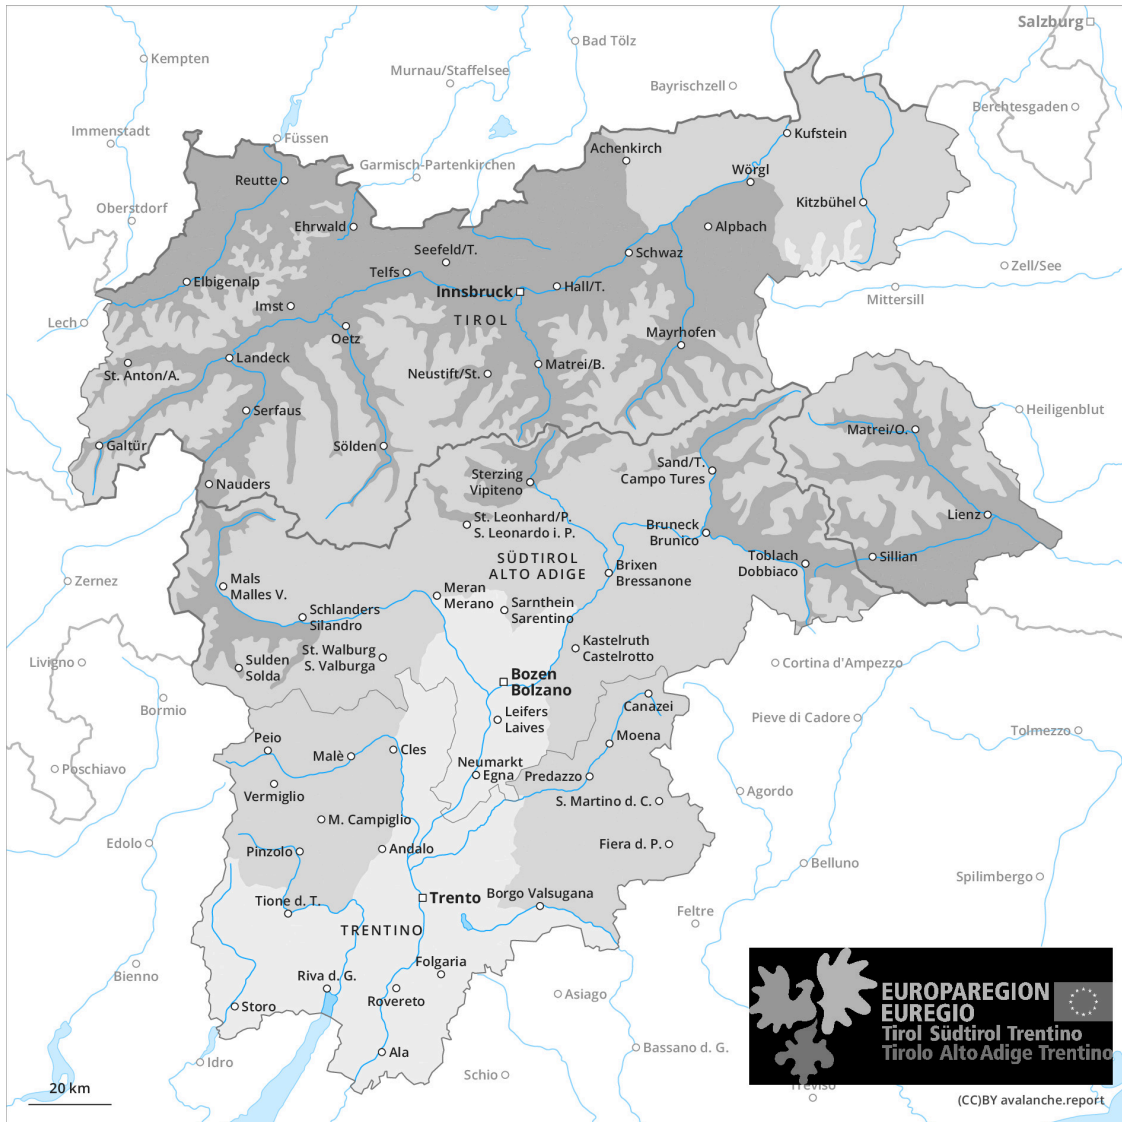 Salzburg
Bad Tölz
Kempten
Murnau/Staffelsee
Bayrischzell
Berchtesgaden
Immenstadt
Füssen
Kufstein
Achenkirch
Garmisch-Partenkirchen
Wörgl
Reutte
Kitzbühel
Oberstdorf
Ehrwald
Alpbach
Seefeld/T.
Schwaz
Zell/See
Telfs
Elbigenalp
Hall/T.
Innsbruck
Mittersill
Imst
TIROL
Lech
Oetz
Mayrhofen
Landeck
Matrei/B.
St. Anton/A.
Neustift/St.
Serfaus
Heiligenblut
Matrei/O.
Galtür
Sölden
Sand/T.
Campo Tures
Sterzing
Vipiteno
Nauders
St. Leonhard/P.
S. Leonardo i. P.
Lienz
Bruneck
Brunico
SÜDTIROL
ALTO ADIGE
Toblach
Dobbiaco
Sillian
Brixen
Bressanone
Zernez
Mals
Malles V.
Meran
Merano
Sarnthein
Sarentino
Schlanders
Silandro
Kastelruth
Castelrotto
St. Walburg
S. Valburga
Livigno
Sulden
Solda
Cortina d'Ampezzo
Bozen
Bolzano
Bormio
Canazei
Leifers
Laives
Pieve di Cadore
Tolmezzo
Peio
Moena
Malè
Cles
Poschiavo
Neumarkt
Egna
Predazzo
Vermiglio
Agordo
S. Martino d. C.
M. Campiglio
Edolo
Fiera d. P.
Pinzolo
Andalo
Belluno
Spilimbergo
Borgo Valsugana
Trento
Tione d. T.
Feltre
TRENTINO
Folgaria
Bienno
Riva d. G.
Asiago
Rovereto
Storo
EUROPAREGION
EUREGIO
Tirol Südtirol Trentino
Tirolo Alto Adige Trentino
Ala
Bassano d. G.
Idro
Schio
20 km
Treviso
(CC)BY avalanche.report